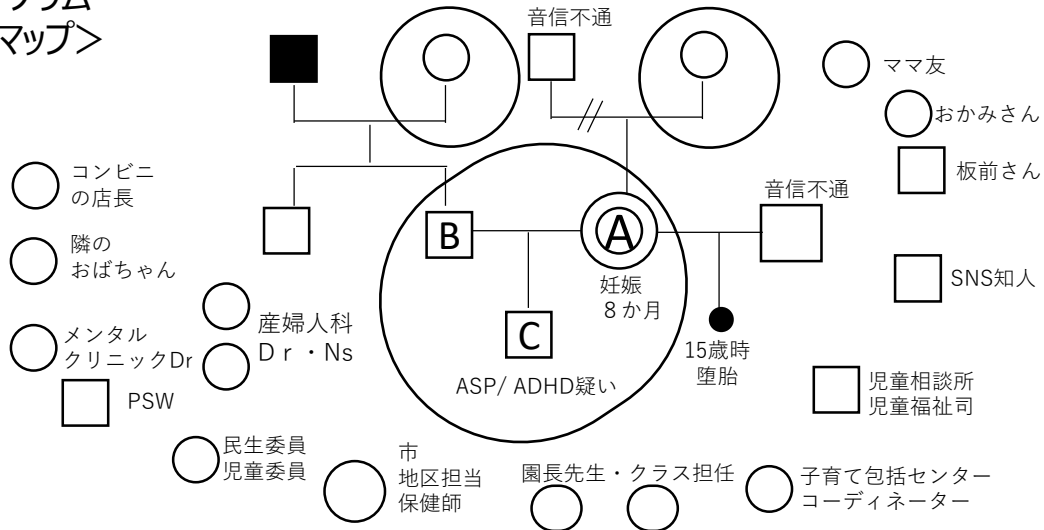 マップ＞
音信不通
ママ友
おかみさん
板前さん
コンビニ
の店長
音信不通
B
A
隣の
おばちゃん
妊娠
８か月
SNS知人
メンタル
クリニックDr
産婦人科
Ｄｒ・Ns
C
15歳時
堕胎
ASP/ ADHD疑い
PSW
児童相談所
児童福祉司
民生委員
児童委員
市
地区担当
保健師
園長先生・クラス担任
子育て包括センター
コーディネーター